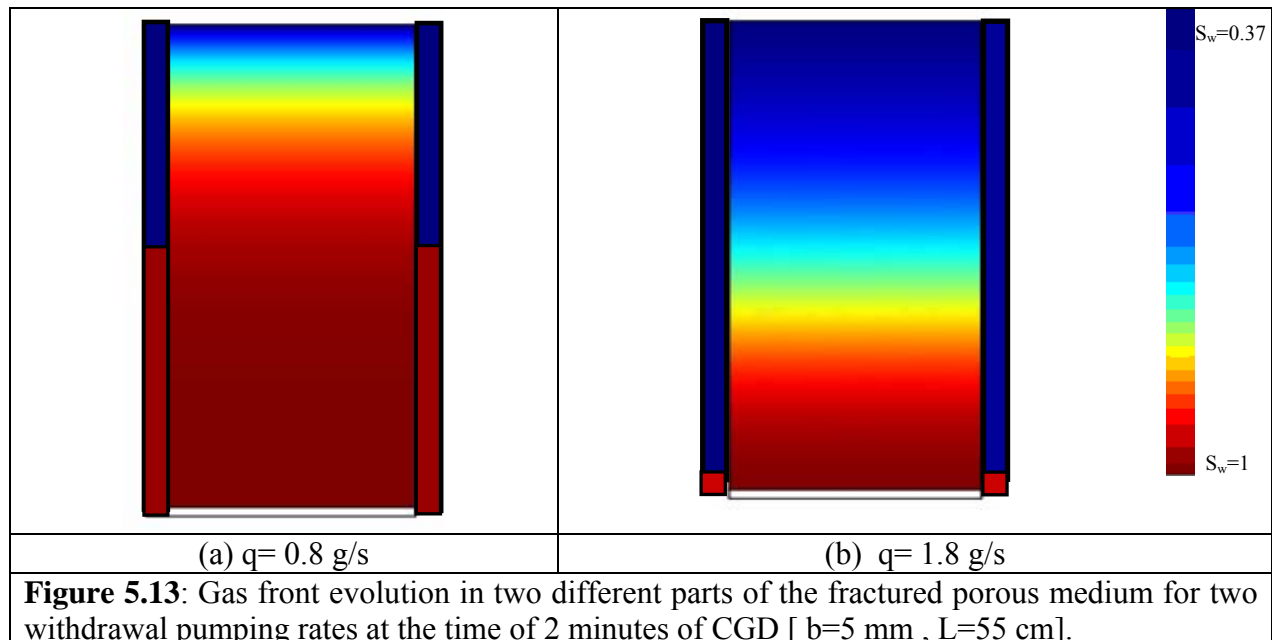 S_w=0.37
S_w=1
(a) q= 0.8 g/s
(b) q= 1.8 g/s
Figure 5.13: Gas front evolution in two different parts of the fractured porous medium for two
withdrawal pumping rates at the time of 2 minutes of CGD [ b=5 mm , L=55 cm].